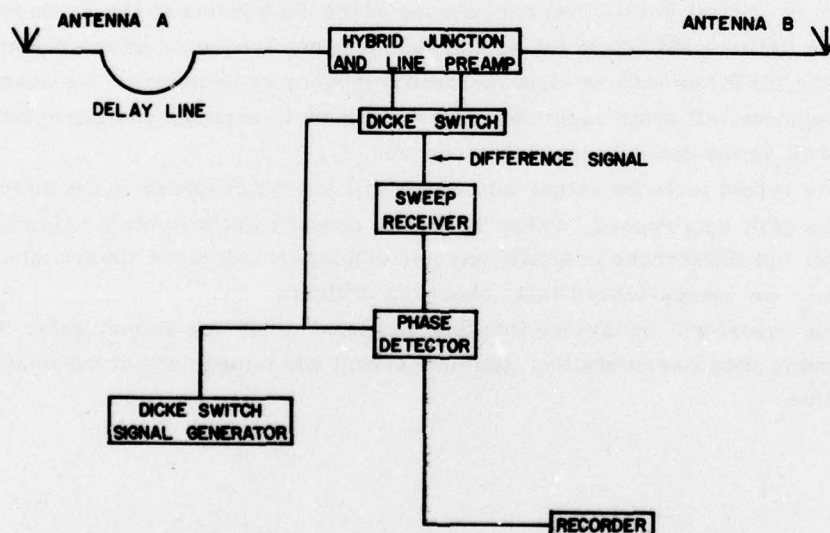 ANTENNA A
ANTENNA B
HYBRID JUNCTION
AND LINE PREAMP
DELAY LINE
DICKE SWITCH
DIFFERENCE SIGNAL
SWEEP
RECEIVER
PHASE
DETECTOR
DICKE SWITCH
SIGNAL GENERATOR
RECORDER